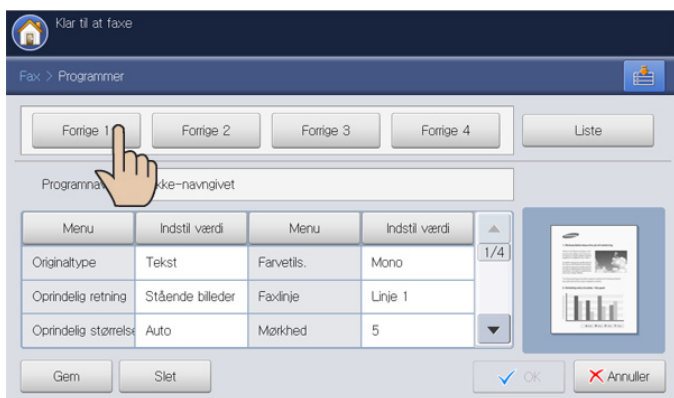 Klar til at faxe
Fax > Programmer
Forrige 1 Forrige 2 Forrige 3 Forrige 4 Liste
kke-navngivet
Menu Indstil værdi Menu Indstil værdi
Originaltype Tekst Farvetils. Mono 1/4
Oprindelig retning Stående billeder Faxlinje Linje 1
Oprindelig størrelse Auto Mørkhed 5
Gem Slet OK Annuller